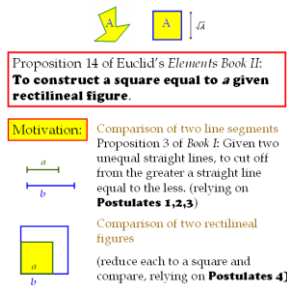 A A √A
Proposition 14 of Euclid's Elements Book II:
To construct a square equal to a given
rectilineal figure.
Motivation:
Comparison of two line segments
Proposition 3 of Book I: Given two
unequal straight lines, to cut off
from the greater a straight line
equal to the less. (relying on
Postulates 1,2,3)
a
b
Comparison of two rectilineal
figures
(reduce each to a square and
compare, relying on Postulates 4)
a
b